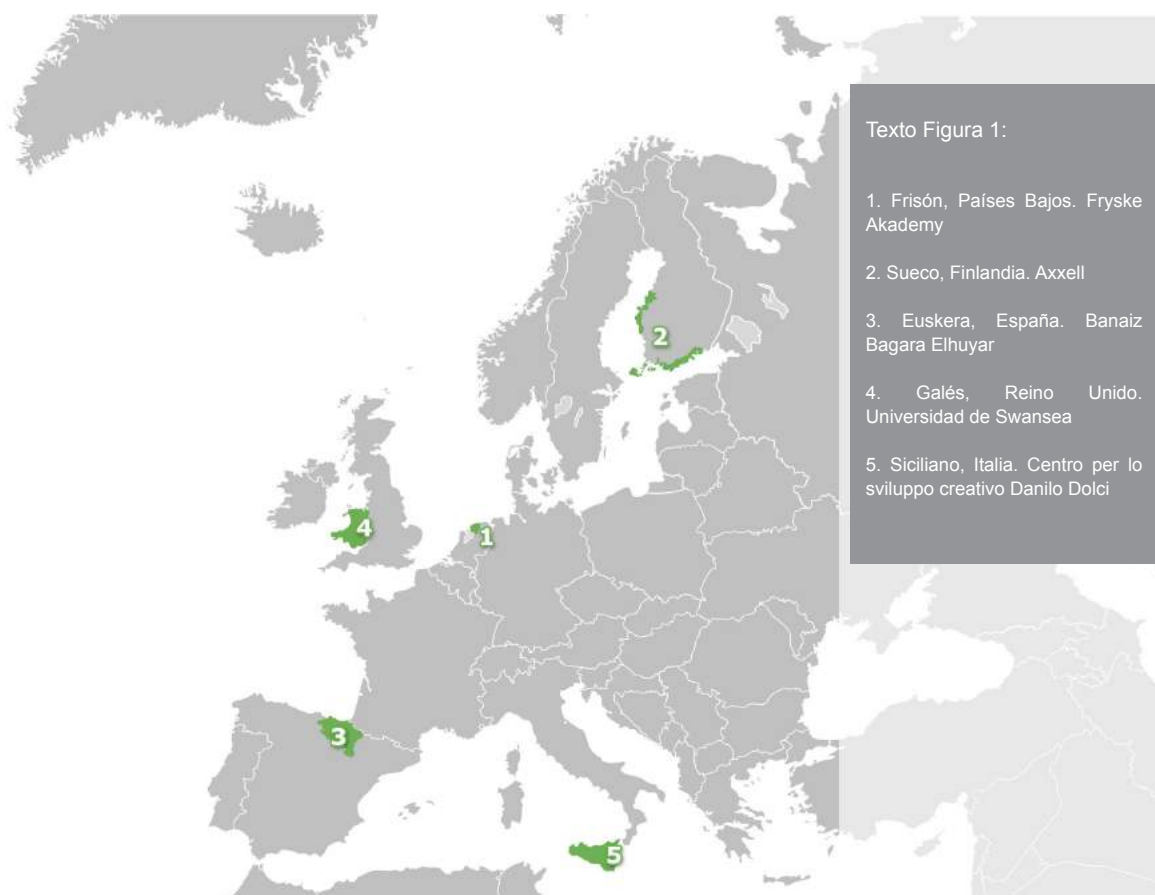 Texto Figura 1:
1. Frisón, Países Bajos. Fryske
Akademy
2. Sueco, Finlandia. Axxell
3. Euskera, España. Banaiz
Bagara Elhuyar
4. Galés, Reino Unido.
Universidad de Swansea
5. Siciliano, Italia. Centro per lo
sviluppo creativo Danilo Dolci
2
4
1
3
5